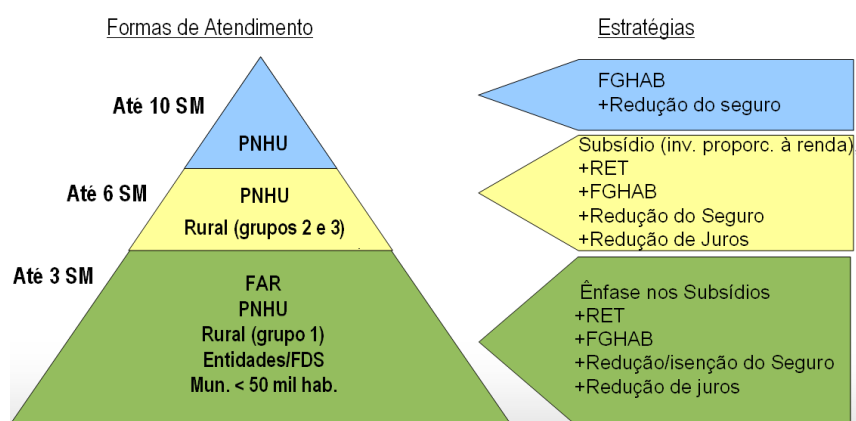 Formas de Atendimento
Estratégias
Até 10 SM
PNHU
FGHAB
+Redução do seguro
Até 6 SM
PNHU
Rural (grupos 2 e 3)
Subsídio (inv. proporc. à renda)
+RET
+FGHAB
+Redução do Seguro
+Redução de Juros
Até 3 SM
FAR
PNHU
Rural (grupo 1)
Entidades/FDS
Mun. < 50 mil hab.
Ênfase nos Subsídios
+RET
+FGHAB
+Redução/isenção do Seguro
+Redução de juros